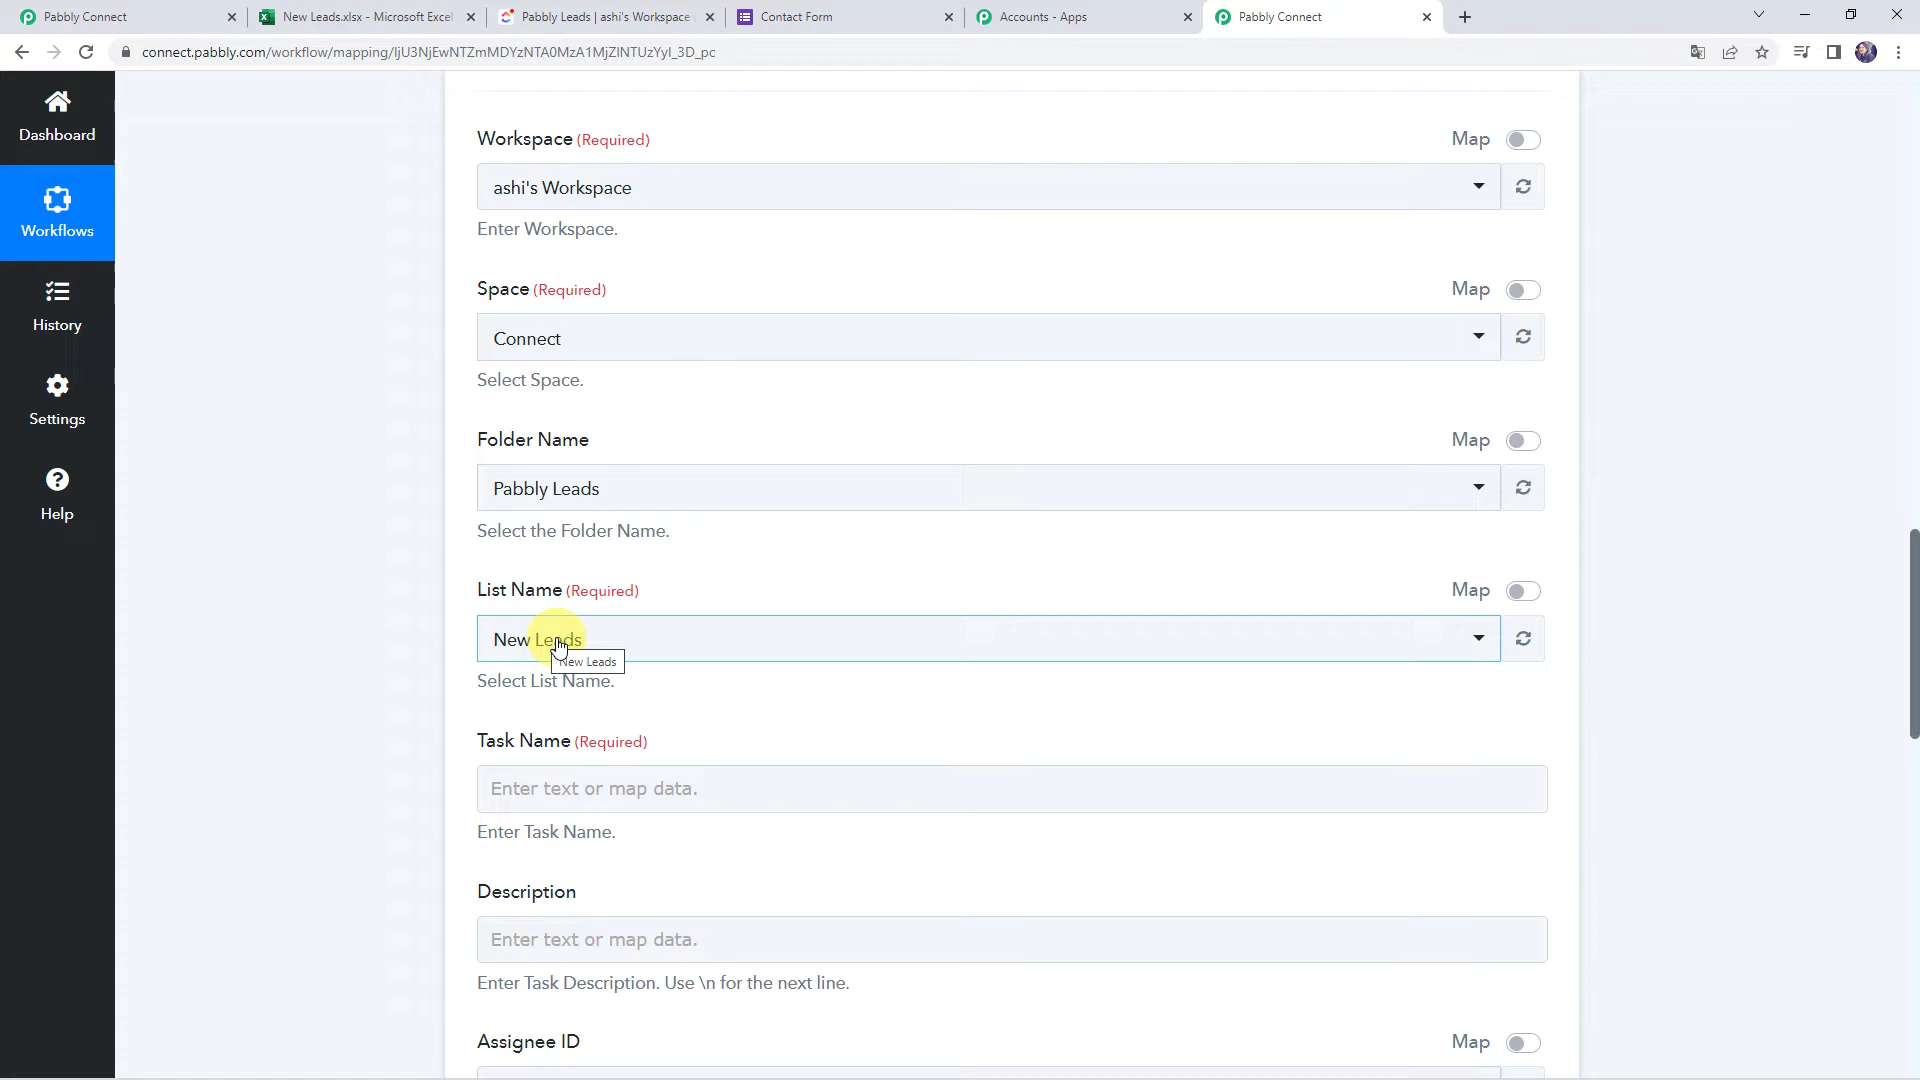 Pabbly Connect
New Leads.xlsx - Microsoft Excel
Pabbly Leads | ashi's Workspace
Contact Form
Accounts - Apps
Pabbly Connect
connect.pabbly.com/workflow/mapping/IjU3NjEwNTZmMDYzNTA0MzA1MjZlNTUzYyI_3D_pc
Dashboard
Workflows
History
Settings
Help
Workspace (Required)
Map
ashi's Workspace
Enter Workspace.
Space (Required)
Map
Connect
Select Space.
Folder Name
Map
Pabbly Leads
Select the Folder Name.
List Name (Required)
Map
New Leads
New Leads
Select List Name.
Task Name (Required)
Enter text or map data.
Enter Task Name.
Description
Enter text or map data.
Enter Task Description. Use \n for the next line.
Assignee ID
Map